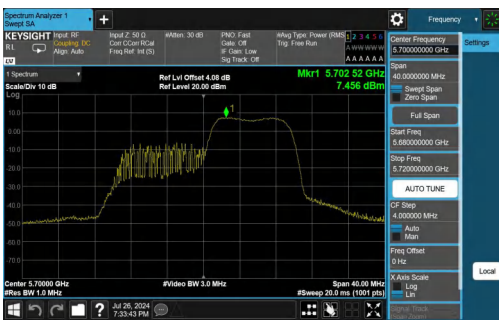 Spectrum Analyzer 1
Swept SA
+
Frequency
KEYSIGHT
Input: RF
Coupling: DC
Align: Auto
Input Z: 50 Ω
Corr CCorr RCal
Freq Ref: Int (S)
#Atten: 30 dB
PNO: Fast
Gate: Off
IF Gain: Low
Sig Track: Off
#Avg Type: Power (RMS
Trig: Free Run
1 2 3 4 5 6
A W W W W W
A A A A A A
RL
LVI
Center Frequency
5.700000000 GHz
Settings
1 Spectrum
Scale/Div 10 dB
Log
Ref Lvl Offset 4.08 dB
Ref Level 20.00 dBm
Mkr1 5.702 52 GHz
7.456 dBm
Span
40.0000000 MHz
Swept Span
Zero Span
Full Span
Start Freq
5.680000000 GHz
Stop Freq
5.720000000 GHz
AUTO TUNE
CF Step
4.000000 MHz
Auto
Man
Freq Offset
0 Hz
X Axis Scale
Log
Lin
Signal Track
Local
1
10.0
0.00
-10.0
-20.0
-30.0
-40.0
-50.0
-60.0
-70.0
Center 5.70000 GHz
#Res BW 1.0 MHz
#Video BW 3.0 MHz
Span 40.00 MHz
#Sweep 20.0 ms (1001 pts)
?
Jul 26, 2024
7:33:43 PM